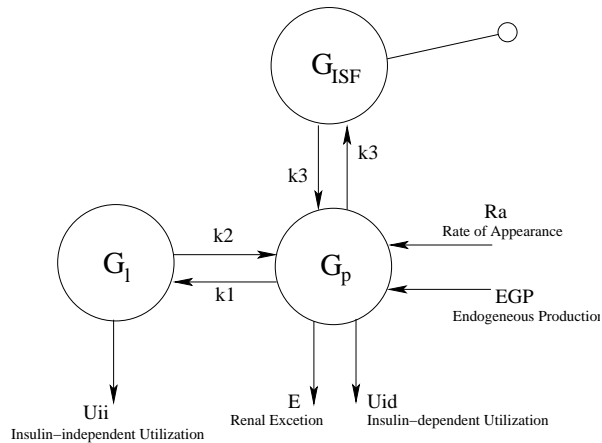 G_ISF
k3
k3
Ra
Rate of Appearance
k2
G_l
G_p
k1
EGP
Endogeneous Production
Uii
Insulin-independent Utilization
E
Renal Excetion
Uid
Insulin-dependent Utilization